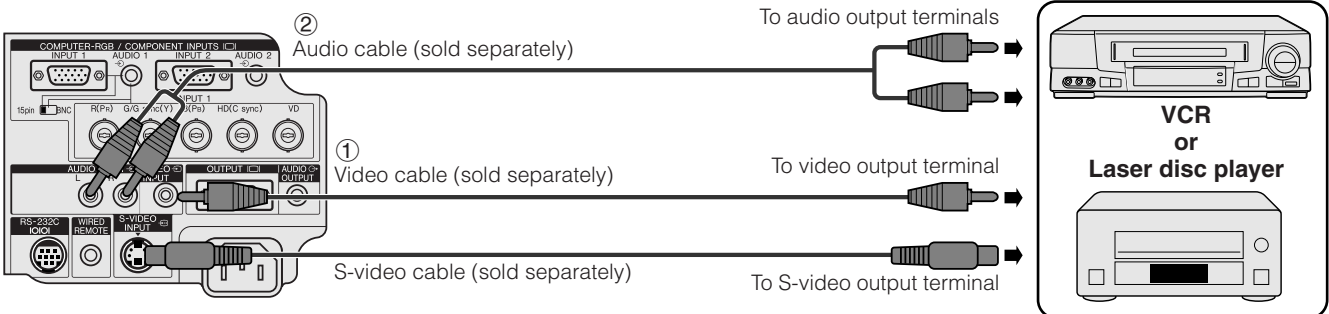 ②
Audio cable (sold separately)
To audio output terminals
COMPUTER-RGB / COMPONENT INPUTS
INPUT 1
AUDIO 1
INPUT 2
AUDIO 2
INPUT 1
15pin
BNC
R(PR)
G/G sync(Y)
(PB)
HD(C sync)
VD
VCR
or
Laser disc player
①
Video cable (sold separately)
To video output terminal
AUDIO
L
R
INPUT
OUTPUT
AUDIO
OUTPUT
RS-232C
WIRED
REMOTE
S-VIDEO
INPUT
S-video cable (sold separately)
To S-video output terminal